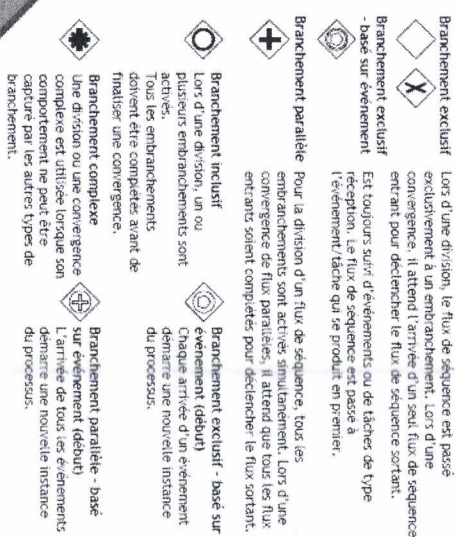 Branchement exclusif
Lors d'une division, le flux de séquence est passé
exclusivement à un embranchement. Lors d'une
convergence, il attend l'arrivée d'un seul flux de séquence
entrant pour déclencher le flux de séquence sortant.
Branchement exclusif
- basé sur événement
Est toujours suivi d'événements ou de tâches de type
réception. Le flux de séquence est passé à
l'événement/tâche qui se produit en premier.
Branchement parallèle
Pour la division d'un flux de séquence, tous les
embranchements sont activés simultanément. Lors d'une
convergence de flux parallèles, il attend que tous les flux
entrants soient complétés pour déclencher le flux sortant.
Branchement inclusif
Lors d'une division, un ou
plusieurs embranchements sont
activés.
Tous les embranchements
doivent être complétés avant de
finaliser une convergence.
Branchement exclusif - basé sur
événement (début)
Chaque arrivée d'un événement
démarre une nouvelle instance
du processus.
Branchement complexe
Une division ou une convergence
complexe est utilisée lorsque son
comportement ne peut être
capturé par les autres types de
branchement.
Branchement parallèle - basé
sur événement (début)
L'arrivée de tous les événements
démarre une nouvelle instance
du processus.